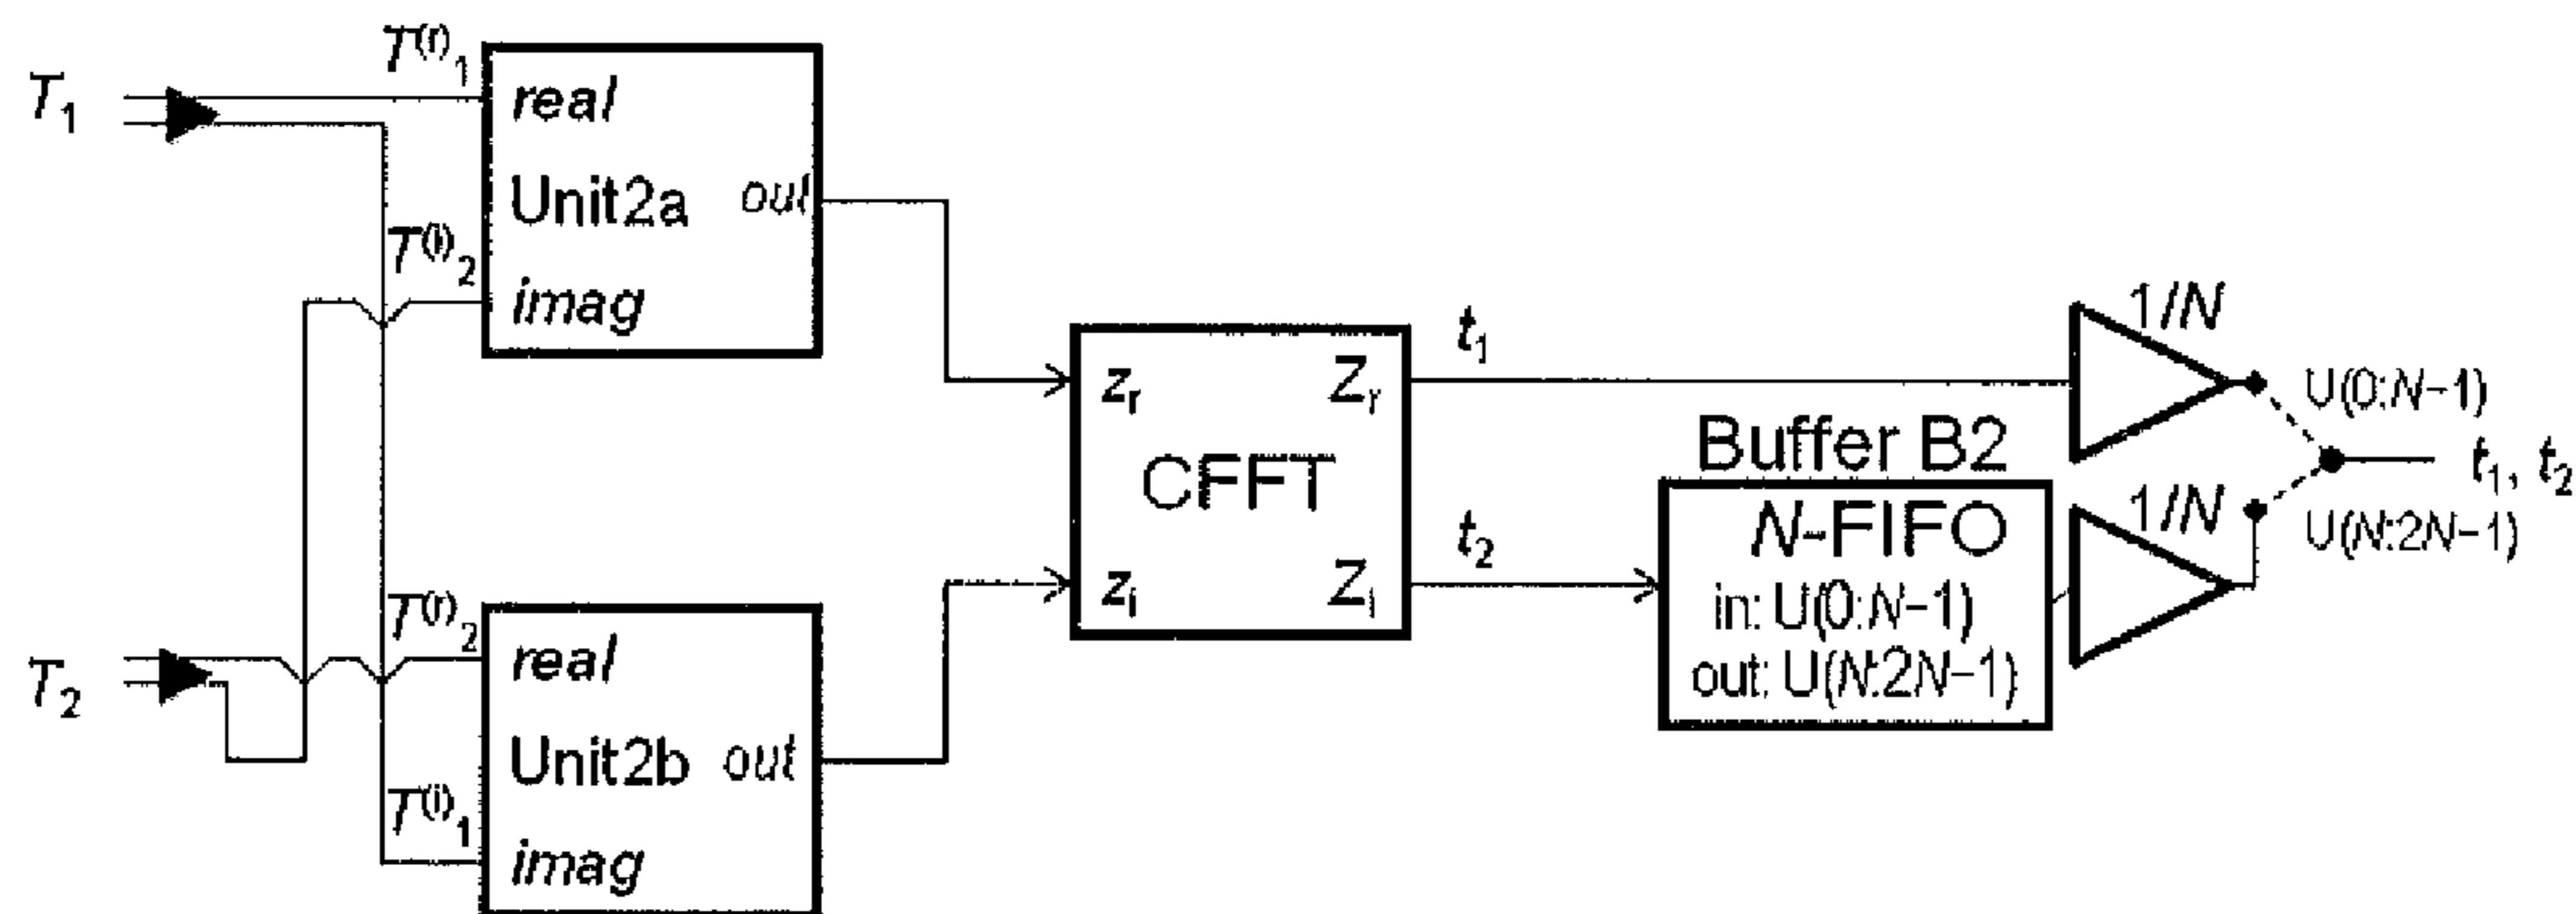 T₁
T⁽ʳ⁾₁
real
Unit2a
out
T⁽ⁱ⁾₂
imag
T₂
T⁽ʳ⁾₂
real
Unit2b
out
T⁽ⁱ⁾₁
imag
zᵣ
Zᵣ
CFFT
zᵢ
Zᵢ
t₁
t₂
Buffer B2
N-FIFO
in: U(0:N−1)
out: U(N:2N−1)
1/N
1/N
U(0:N−1)
t₁, t₂
U(N:2N−1)